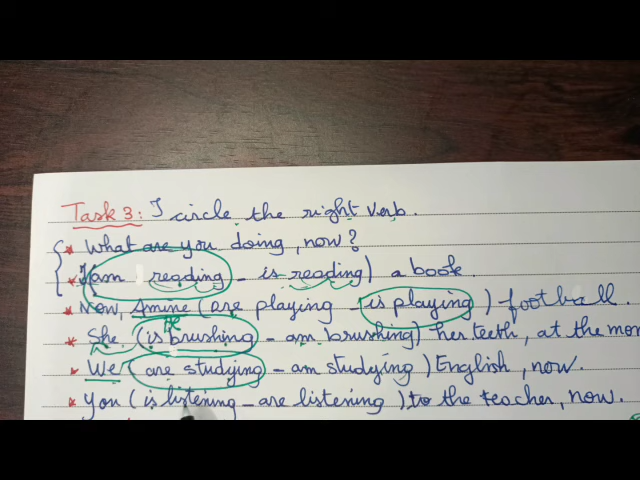 Task 3: I circle the right verb.
* What are you doing, now?
* I (am reading - is reading) a book.
* Now, Amine (are playing - is playing) football.
* She (is brushing - am brushing) her teeth, at the mom
* We (are studying - am studying) English, now.
* You (is listening - are listening) to the teacher, now.